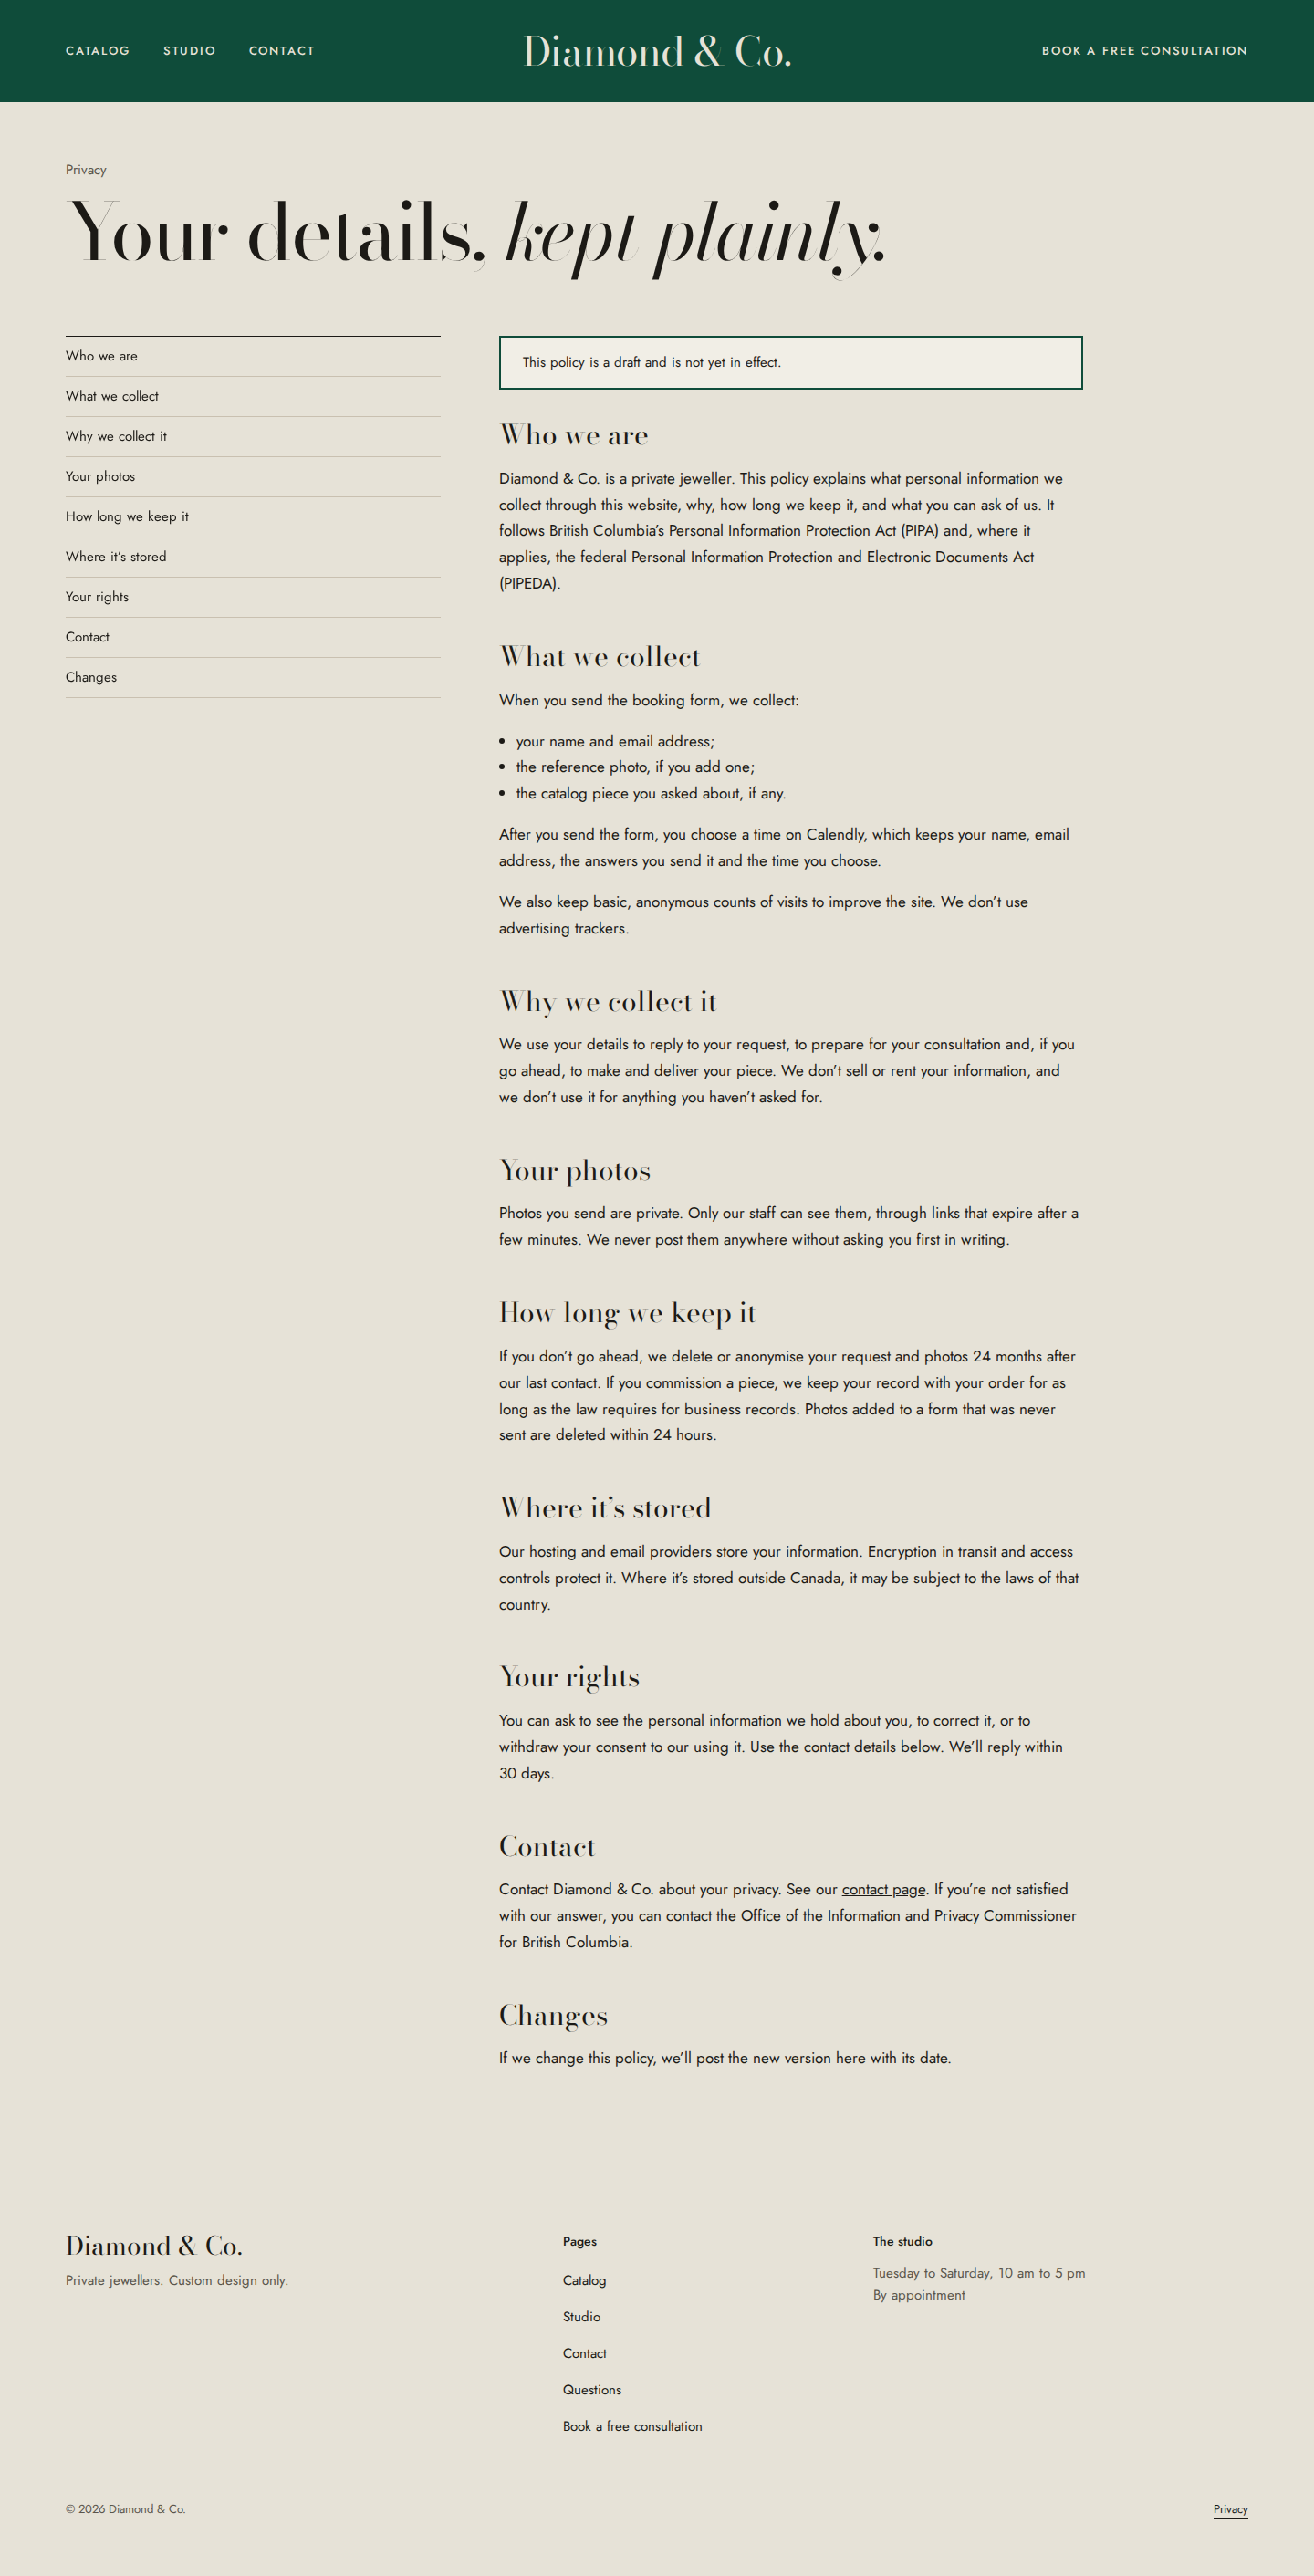 CATALOG STUDIO CONTACT Diamond & Co. BOOK A FREE CONSULTATION
Privacy
Your details, kept plainly.
Who we are
What we collect
Why we collect it
Your photos
How long we keep it
Where it’s stored
Your rights
Contact
Changes
This policy is a draft and is not yet in effect.
Who we are
Diamond & Co. is a private jeweller. This policy explains what personal information we
collect through this website, why, how long we keep it, and what you can ask of us. It
follows British Columbia’s Personal Information Protection Act (PIPA) and, where it
applies, the federal Personal Information Protection and Electronic Documents Act
(PIPEDA).
What we collect
When you send the booking form, we collect:
• your name and email address;
• the reference photo, if you add one;
• the catalog piece you asked about, if any.
After you send the form, you choose a time on Calendly, which keeps your name, email
address, the answers you send it and the time you choose.
We also keep basic, anonymous counts of visits to improve the site. We don’t use
advertising trackers.
Why we collect it
We use your details to reply to your request, to prepare for your consultation and, if you
go ahead, to make and deliver your piece. We don’t sell or rent your information, and
we don’t use it for anything you haven’t asked for.
Your photos
Photos you send are private. Only our staff can see them, through links that expire after a
few minutes. We never post them anywhere without asking you first in writing.
How long we keep it
If you don’t go ahead, we delete or anonymise your request and photos 24 months after
our last contact. If you commission a piece, we keep your record with your order for as
long as the law requires for business records. Photos added to a form that was never
sent are deleted within 24 hours.
Where it’s stored
Our hosting and email providers store your information. Encryption in transit and access
controls protect it. Where it’s stored outside Canada, it may be subject to the laws of that
country.
Your rights
You can ask to see the personal information we hold about you, to correct it, or to
withdraw your consent to our using it. Use the contact details below. We’ll reply within
30 days.
Contact
Contact Diamond & Co. about your privacy. See our contact page. If you’re not satisfied
with our answer, you can contact the Office of the Information and Privacy Commissioner
for British Columbia.
Changes
If we change this policy, we’ll post the new version here with its date.
Diamond & Co.
Private jewellers. Custom design only.
Pages
Catalog
Studio
Contact
Questions
Book a free consultation
The studio
Tuesday to Saturday, 10 am to 5 pm
By appointment
© 2026 Diamond & Co.
Privacy